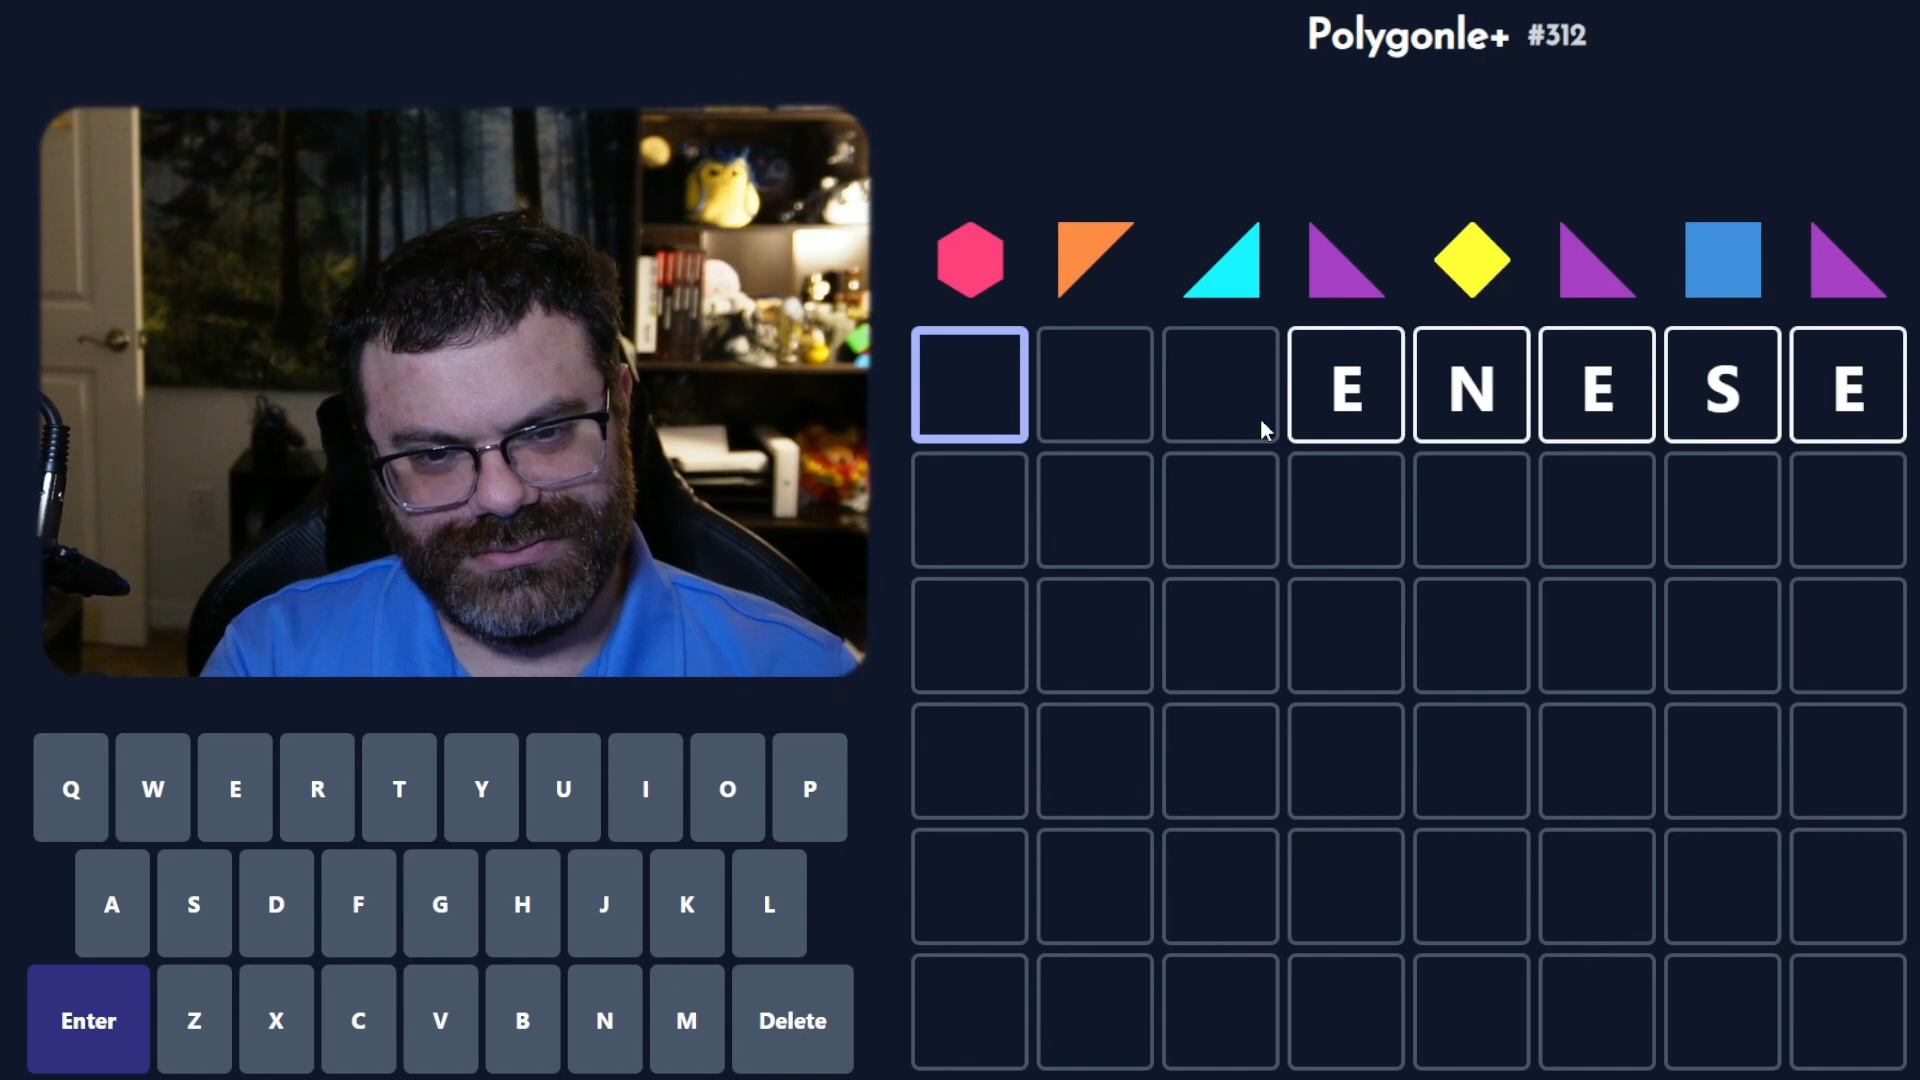 Polygonle+ #312
E N E S E
Q W E R T Y U I O P
A S D F G H J K L
Enter Z X C V B N M Delete